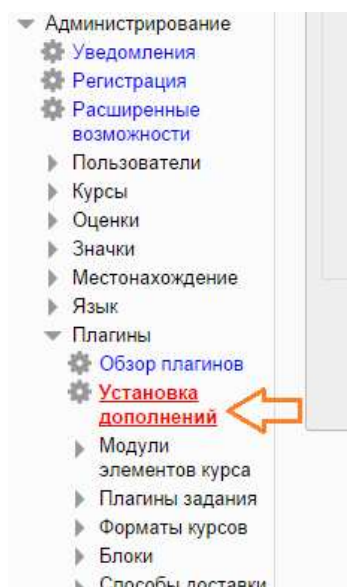 Администрирование
Уведомления
Регистрация
Расширенные
возможности
Пользователи
Курсы
Оценки
Значки
Местонахождение
Язык
Плагины
Обзор плагинов
Установка
дополнений
Модули
элементов курса
Плагины задания
Форматы курсов
Блоки
Способы доставки